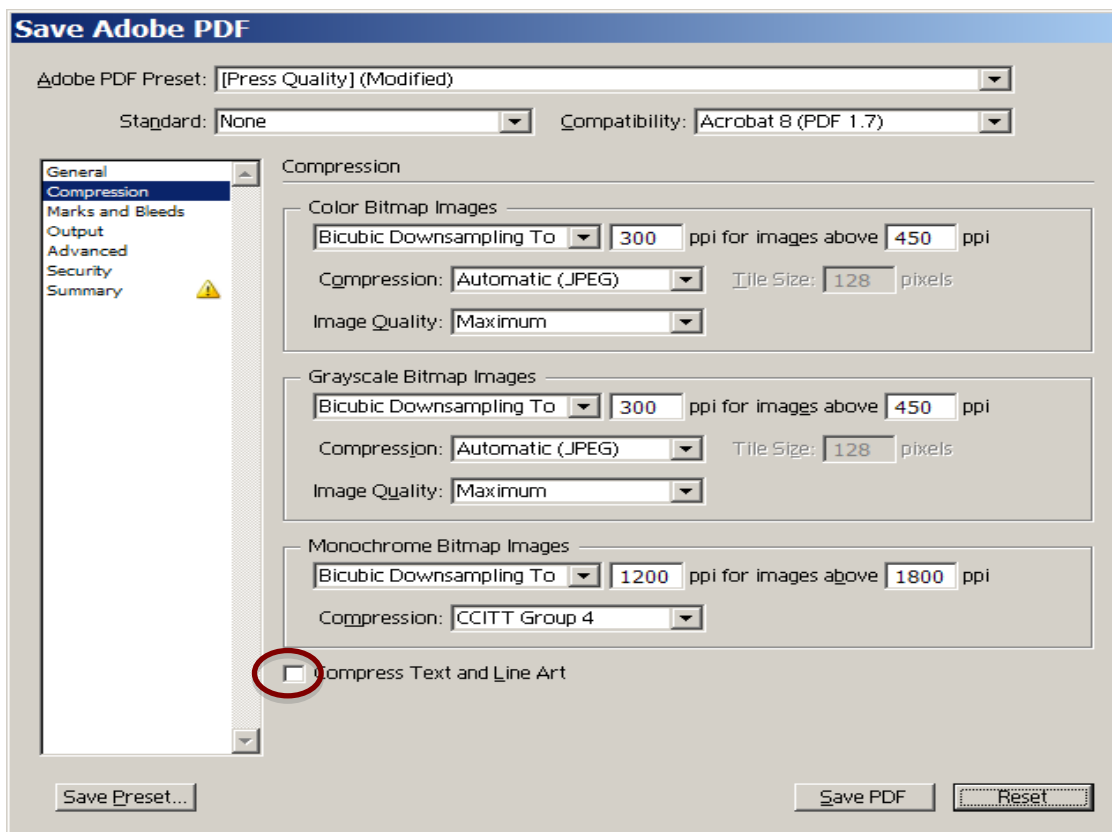 Save Adobe PDF
Adobe PDF Preset: [Press Quality] (Modified)
Standard: None Compatibility: Acrobat 8 (PDF 1.7)
General
Compression
Marks and Bleeds
Output
Advanced
Security
Summary
Compression
Color Bitmap Images
Bicubic Downsampling To 300 ppi for images above 450 ppi
Compression: Automatic (JPEG) Tile Size: 128 pixels
Image Quality: Maximum
Grayscale Bitmap Images
Bicubic Downsampling To 300 ppi for images above 450 ppi
Compression: Automatic (JPEG) Tile Size: 128 pixels
Image Quality: Maximum
Monochrome Bitmap Images
Bicubic Downsampling To 1200 ppi for images above 1800 ppi
Compression: CCITT Group 4
Compress Text and Line Art
Save Preset... Save PDF Reset